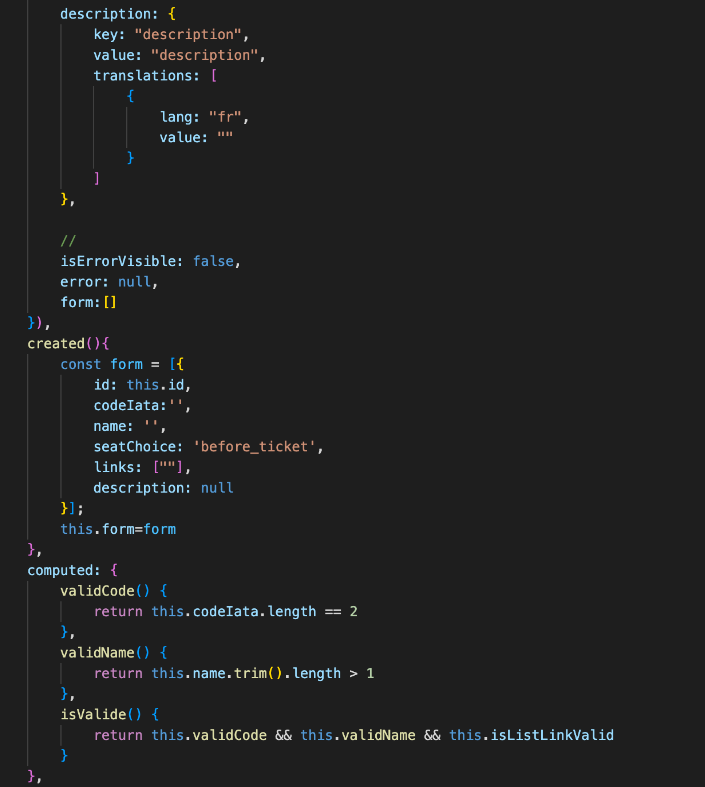 description: {
key: "description",
value: "description",
translations: [
{
lang: "fr",
value: ""
}
]
},
//
isErrorVisible: false,
error: null,
form:[]
}),
created(){
const form = [{
id: this.id,
codeIata:'',
name: '',
seatChoice: 'before_ticket',
links: [""],
description: null
}];
this.form=form
},
computed: {
validCode() {
return this.codeIata.length == 2
},
validName() {
return this.name.trim().length > 1
},
isValide() {
return this.validCode && this.validName && this.isListLinkValid
}
},